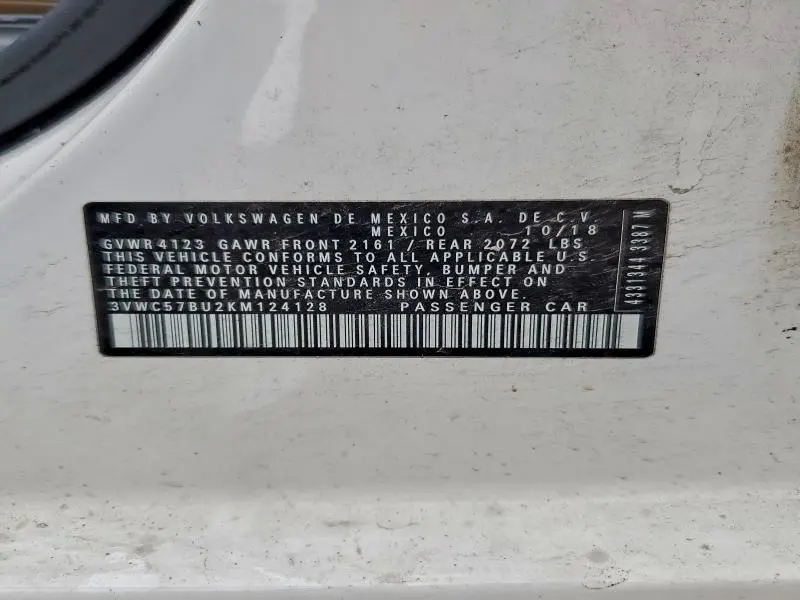 MFD BY VOLKSWAGEN DE MEXICO S.A. DE C.V.
MEXICO 10/18
GVWR 4123 GAWR FRONT 2161 / REAR 2072 LBS
THIS VEHICLE CONFORMS TO ALL APPLICABLE U.S.
FEDERAL MOTOR VEHICLE SAFETY, BUMPER AND
THEFT PREVENTION STANDARDS IN EFFECT ON
THE DATE OF MANUFACTURE SHOWN ABOVE.
3VWC57BU2KM124128 PASSENGER CAR
4331344 3387 M